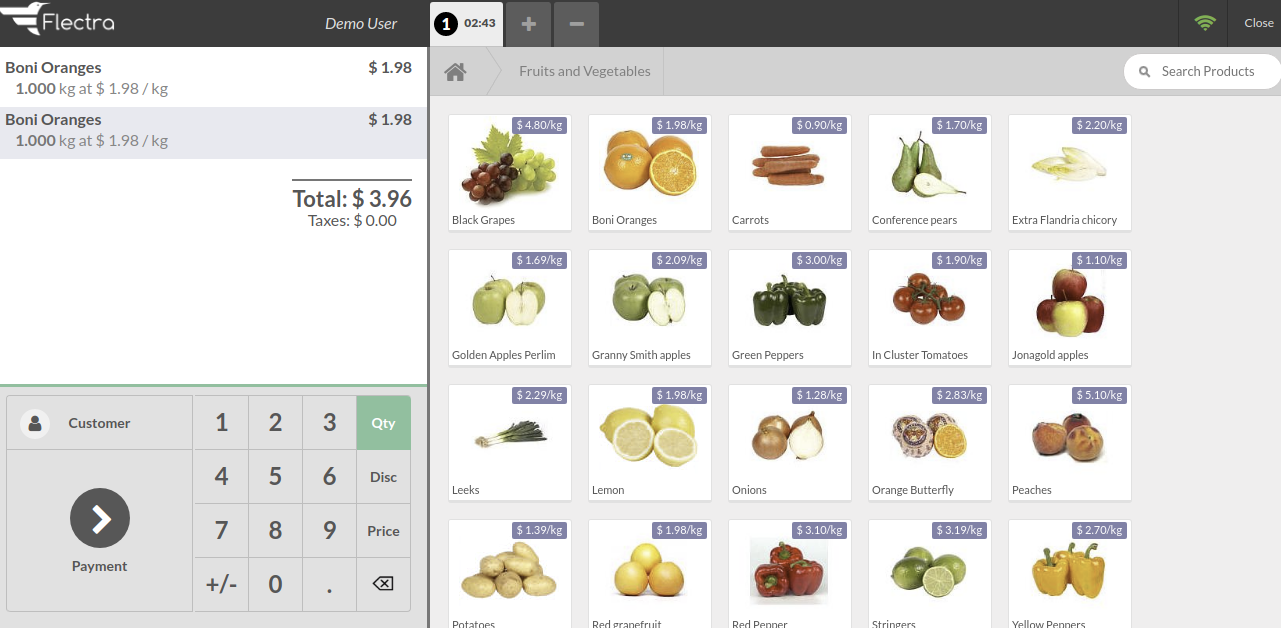 Flectra
Demo User
1 02:43
Close
Boni Oranges $ 1.98
1.000 kg at $ 1.98 / kg
Boni Oranges $ 1.98
1.000 kg at $ 1.98 / kg
Total: $ 3.96
Taxes: $ 0.00
Customer
Payment
1 2 3 Qty
4 5 6 Disc
7 8 9 Price
+/- 0 .
Fruits and Vegetables
Search Products
$ 4.80/kg
Black Grapes
$ 1.98/kg
Boni Oranges
$ 0.90/kg
Carrots
$ 1.70/kg
Conference pears
$ 2.20/kg
Extra Flandria chicory
$ 1.69/kg
Golden Apples Perlim
$ 2.09/kg
Granny Smith apples
$ 3.00/kg
Green Peppers
$ 1.90/kg
In Cluster Tomatoes
$ 1.10/kg
Jonagold apples
$ 2.29/kg
Leeks
$ 1.98/kg
Lemon
$ 1.28/kg
Onions
$ 2.83/kg
Orange Butterfly
$ 5.10/kg
Peaches
$ 1.39/kg
Potatoes
$ 1.98/kg
Red grapefruit
$ 3.10/kg
Red Pepper
$ 3.19/kg
Stringers
$ 2.70/kg
Yellow Peppers